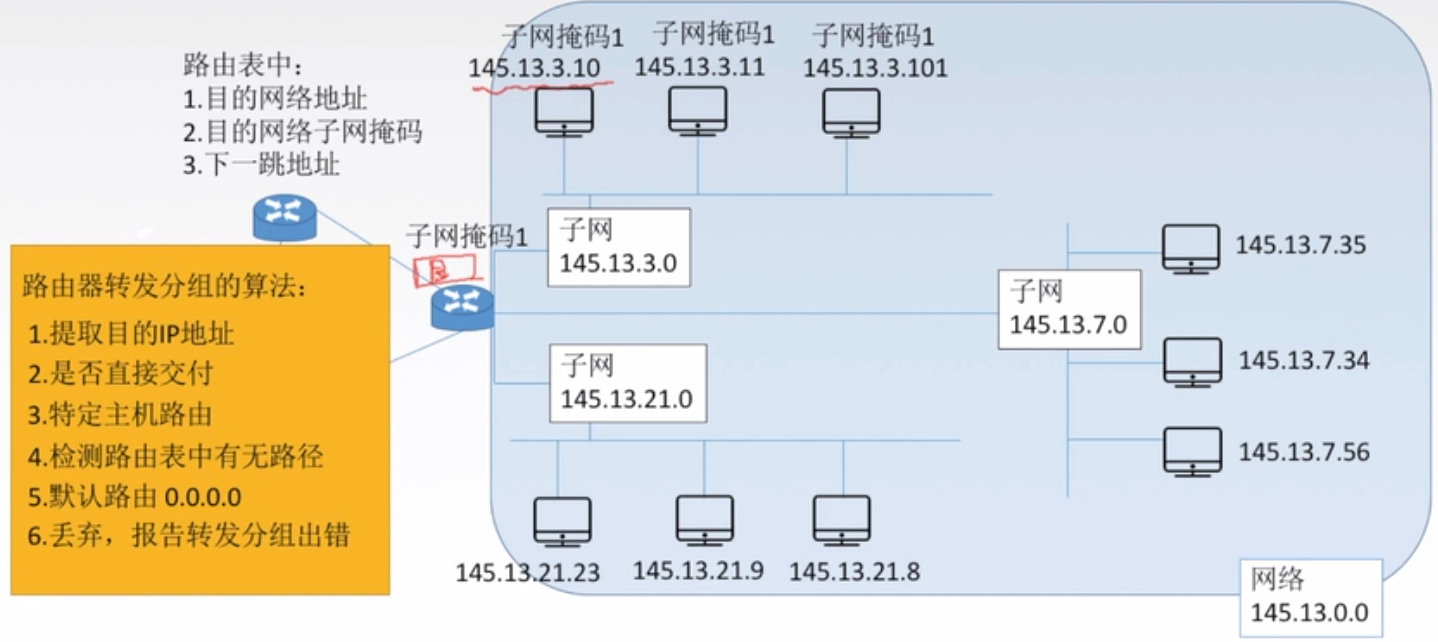 路由表中：
1.目的网络地址
2.目的网络子网掩码
3.下一跳地址
子网掩码1
145.13.3.10
子网掩码1
145.13.3.11
子网掩码1
145.13.3.101
子网掩码1
子网
145.13.3.0
子网
145.13.7.0
145.13.7.35
145.13.7.34
145.13.7.56
子网
145.13.21.0
145.13.21.23
145.13.21.9
145.13.21.8
网络
145.13.0.0
路由器转发分组的算法：
1.提取目的IP地址
2.是否直接交付
3.特定主机路由
4.检测路由表中有无路径
5.默认路由 0.0.0.0
6.丢弃，报告转发分组出错